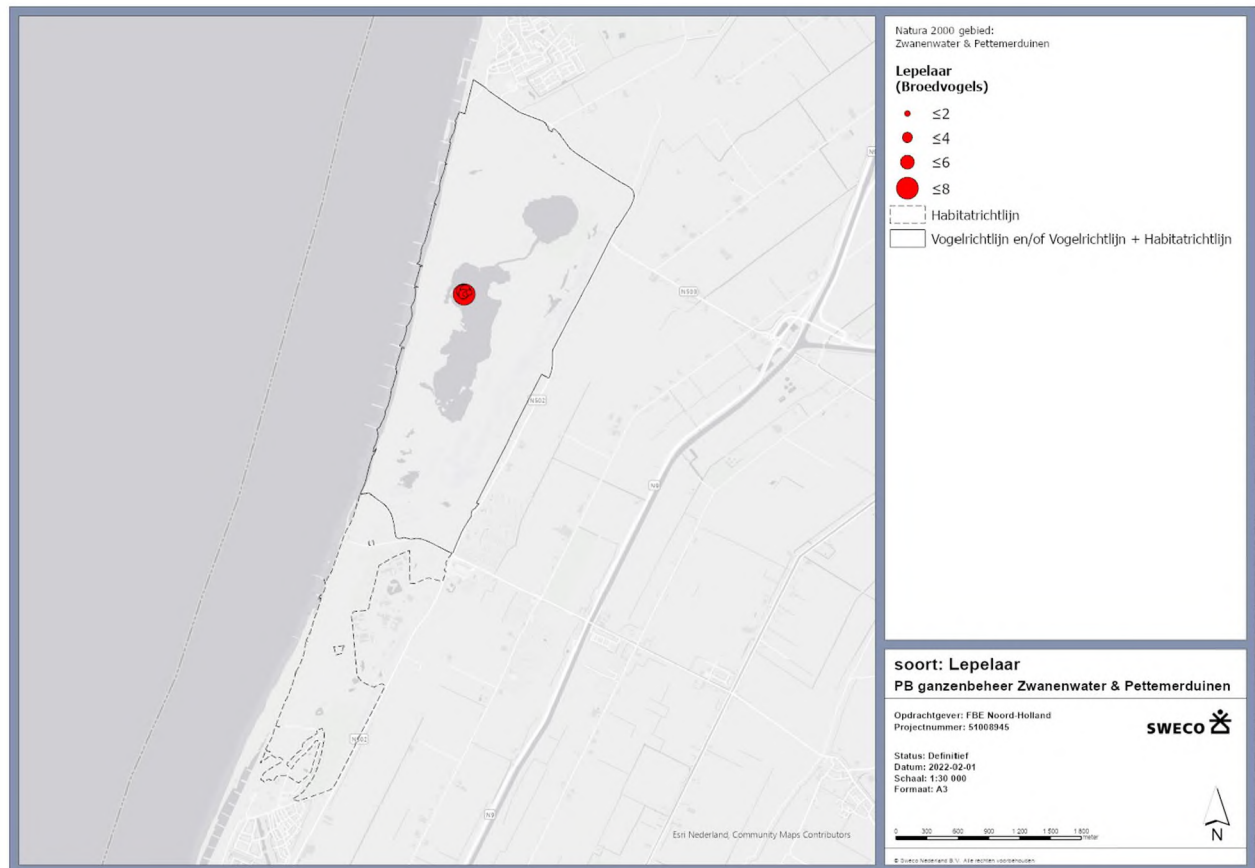 Natura 2000 gebied:
Zwanenwater & Pettemerduinen
Lepelaar
(Broedvogels)
≤2
≤4
≤6
≤8
Habitatrichtlijn
Vogelrichtlijn en/of Vogelrichtlijn + Habitatrichtlijn
N503
N502
N9
N502
N9
Esri Nederland, Community Maps Contributors
soort: Lepelaar
PB ganzenbeheer Zwanenwater & Pettemerduinen
Opdrachtgever: FBE Noord-Holland
Projectnummer: 51008945
SWECO
Status: Definitief
Datum: 2022-02-01
Schaal: 1:30 000
Formaat: A3
0 300 600 900 1 200 1 500 1 800
meter
N
© Sweco Nederland B.V. Alle rechten voorbehouden